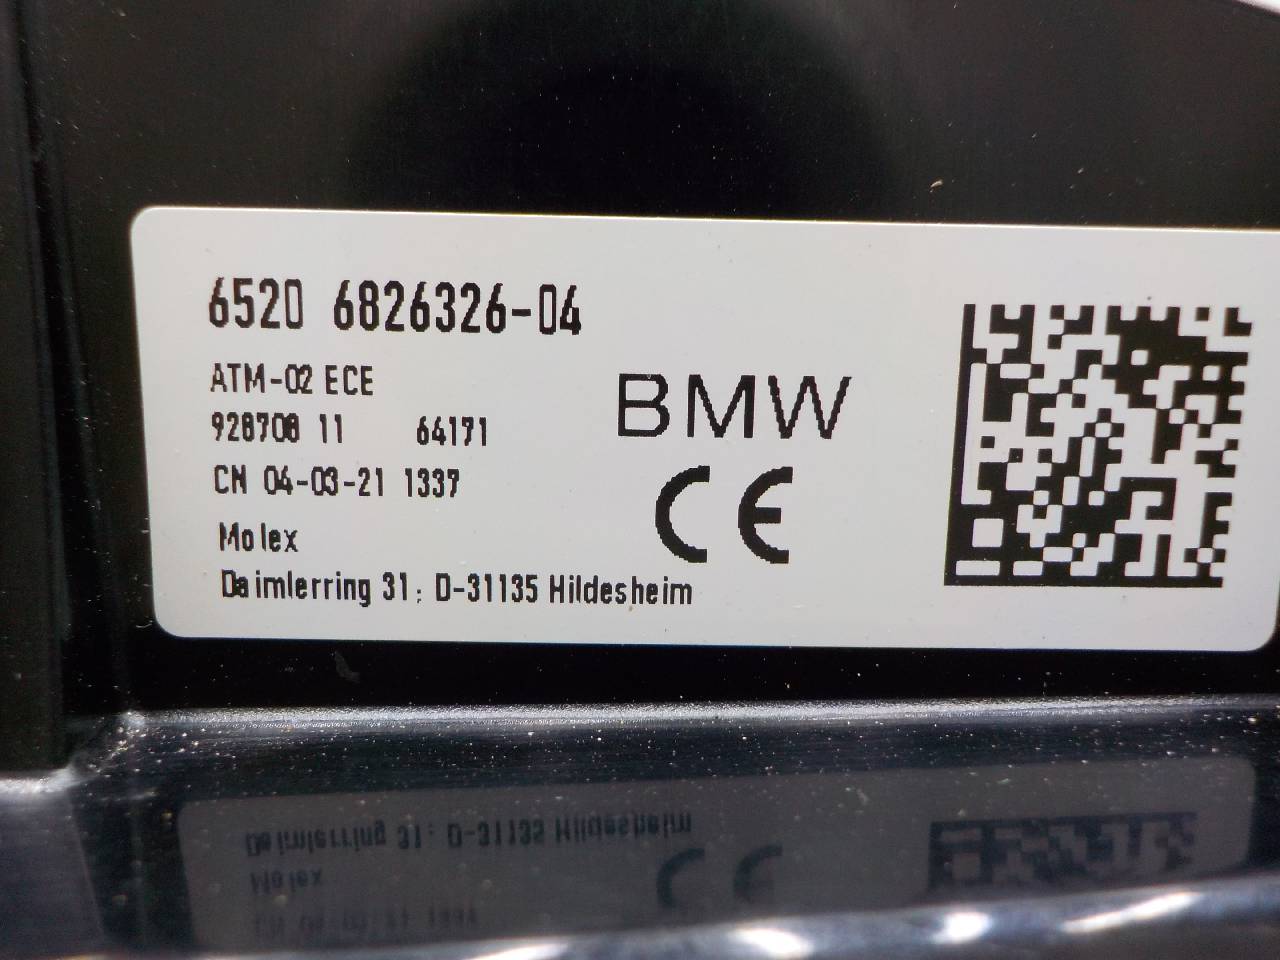 6520 6826326-04
ATM-02 ECE
928708 11 64171
BMW
CN 04-03-21 1337
CE
Molex
Daimlerring 31; D-31135 Hildesheim